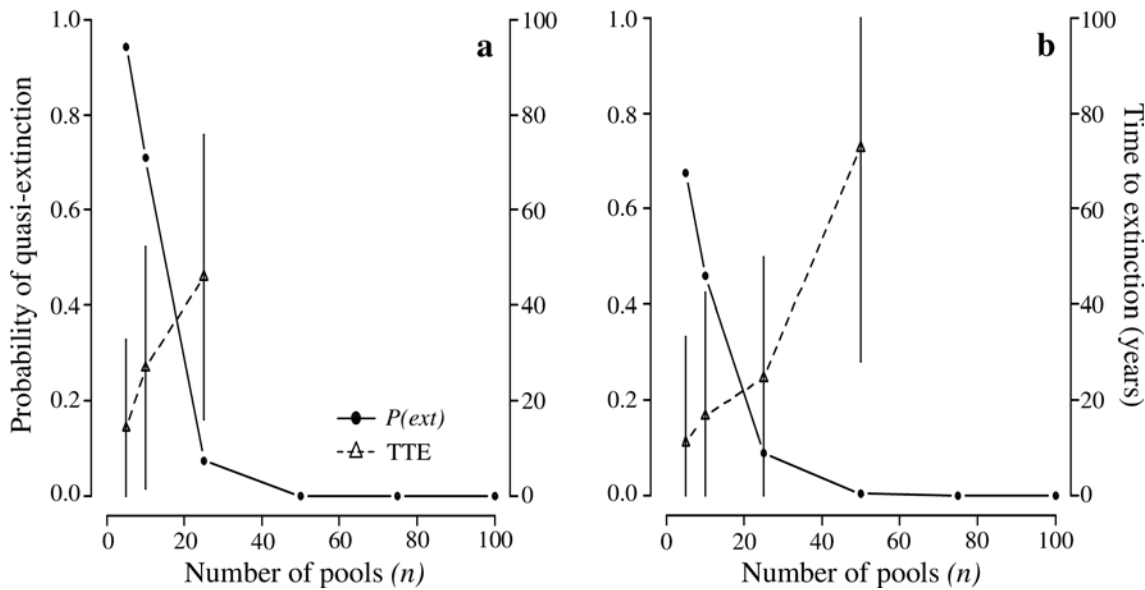 a
b
Probability of quasi-extinction
1.0
0.8
0.6
0.4
0.2
0.0
100
80
60
40
20
0
P(ext)
TTE
0 20 40 60 80 100
Number of pools (n)
1.0
0.8
0.6
0.4
0.2
0.0
100
80
60
40
20
0
Time to extinction (years)
0 20 40 60 80 100
Number of pools (n)